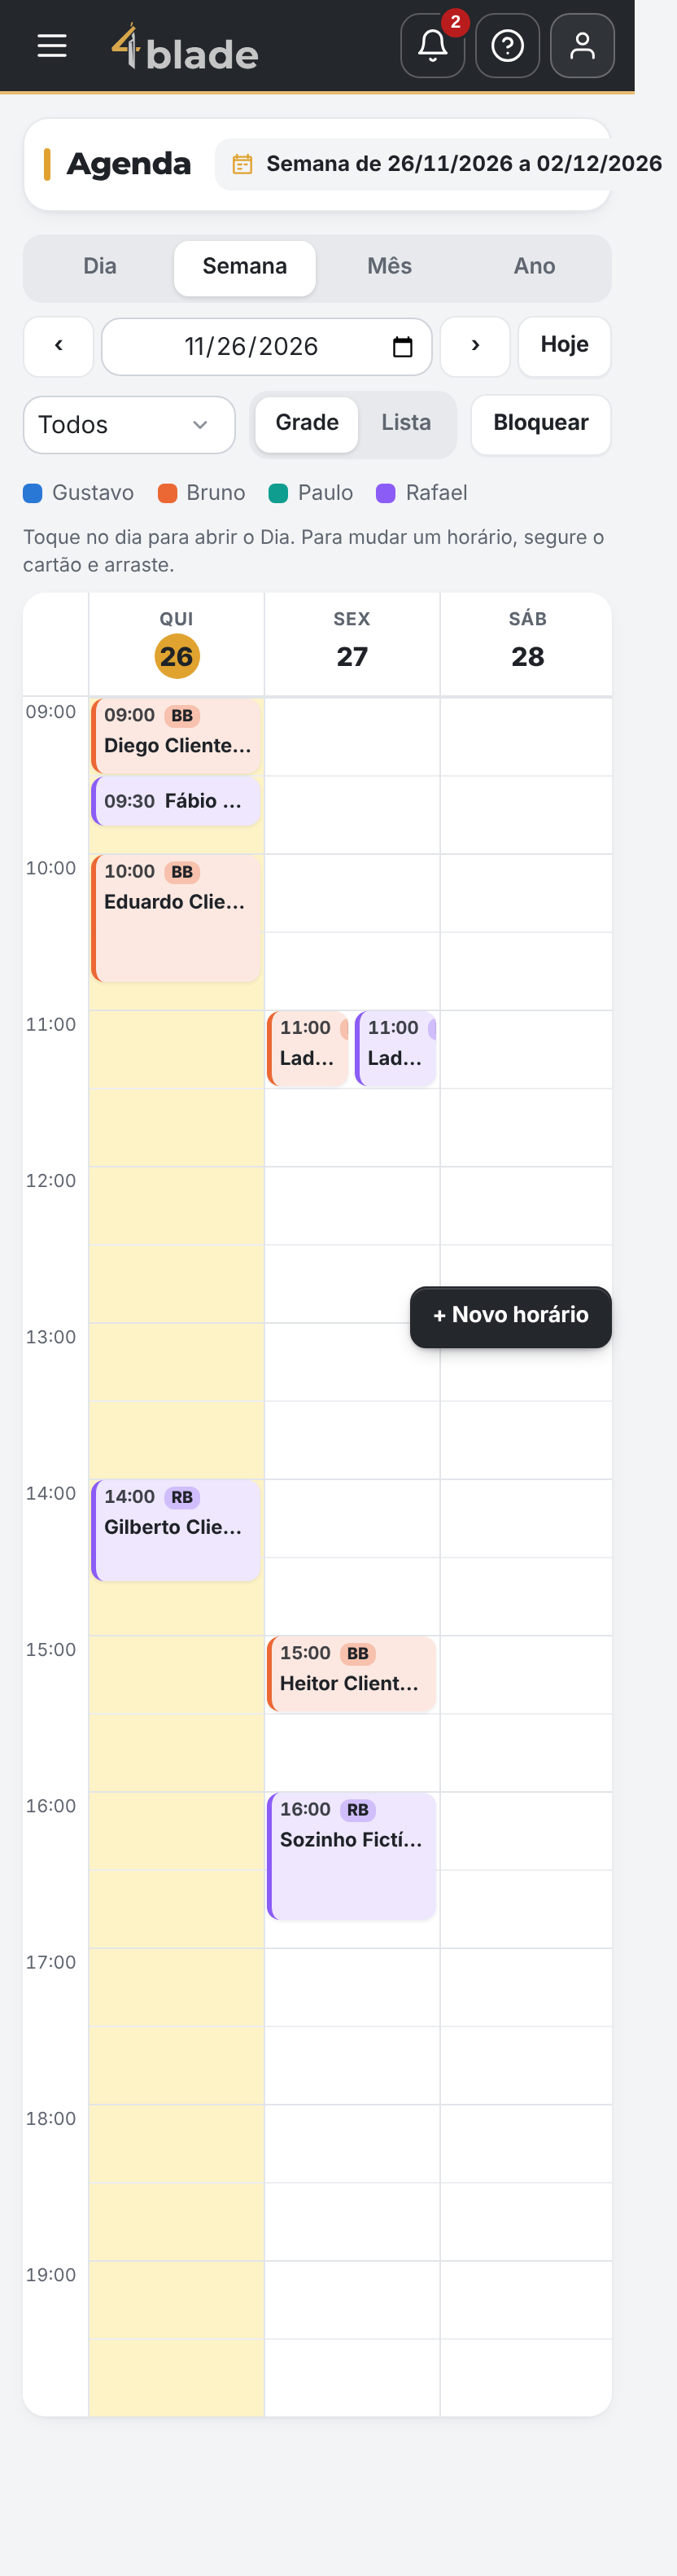 4blade
2
Agenda
Semana de 26/11/2026 a 02/12/2026
Dia Semana Mês Ano
‹ 11/26/2026 › Hoje
Todos Grade Lista Bloquear
Gustavo Bruno Paulo Rafael
Toque no dia para abrir o Dia. Para mudar um horário, segure o
cartão e arraste.
QUI SEX SÁB
26 27 28
09:00
09:00 BB
Diego Cliente...
09:30 Fábio ...
10:00
10:00 BB
Eduardo Clie...
11:00
11:00 11:00
Lad... Lad...
12:00
+ Novo horário
13:00
14:00
14:00 RB
Gilberto Clie...
15:00
15:00 BB
Heitor Client...
16:00
16:00 RB
Sozinho Fictí...
17:00
18:00
19:00